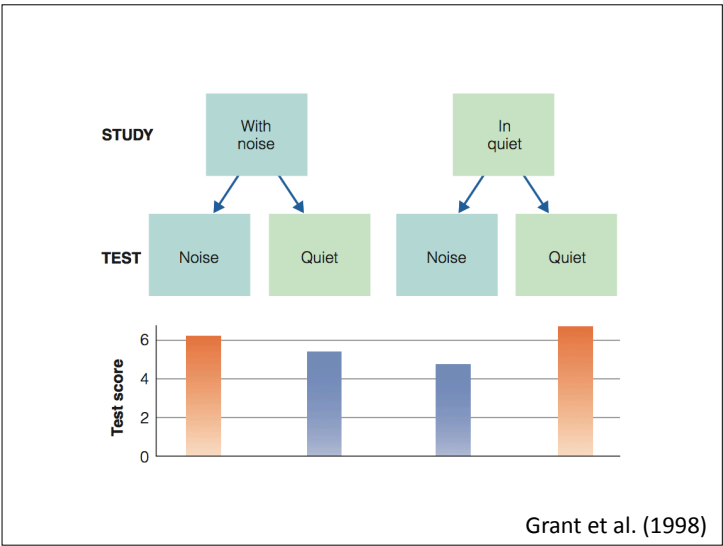 STUDY
With
noise
In
quiet
TEST
Noise
Quiet
Noise
Quiet
Test score
6
4
2
0
Grant et al. (1998)